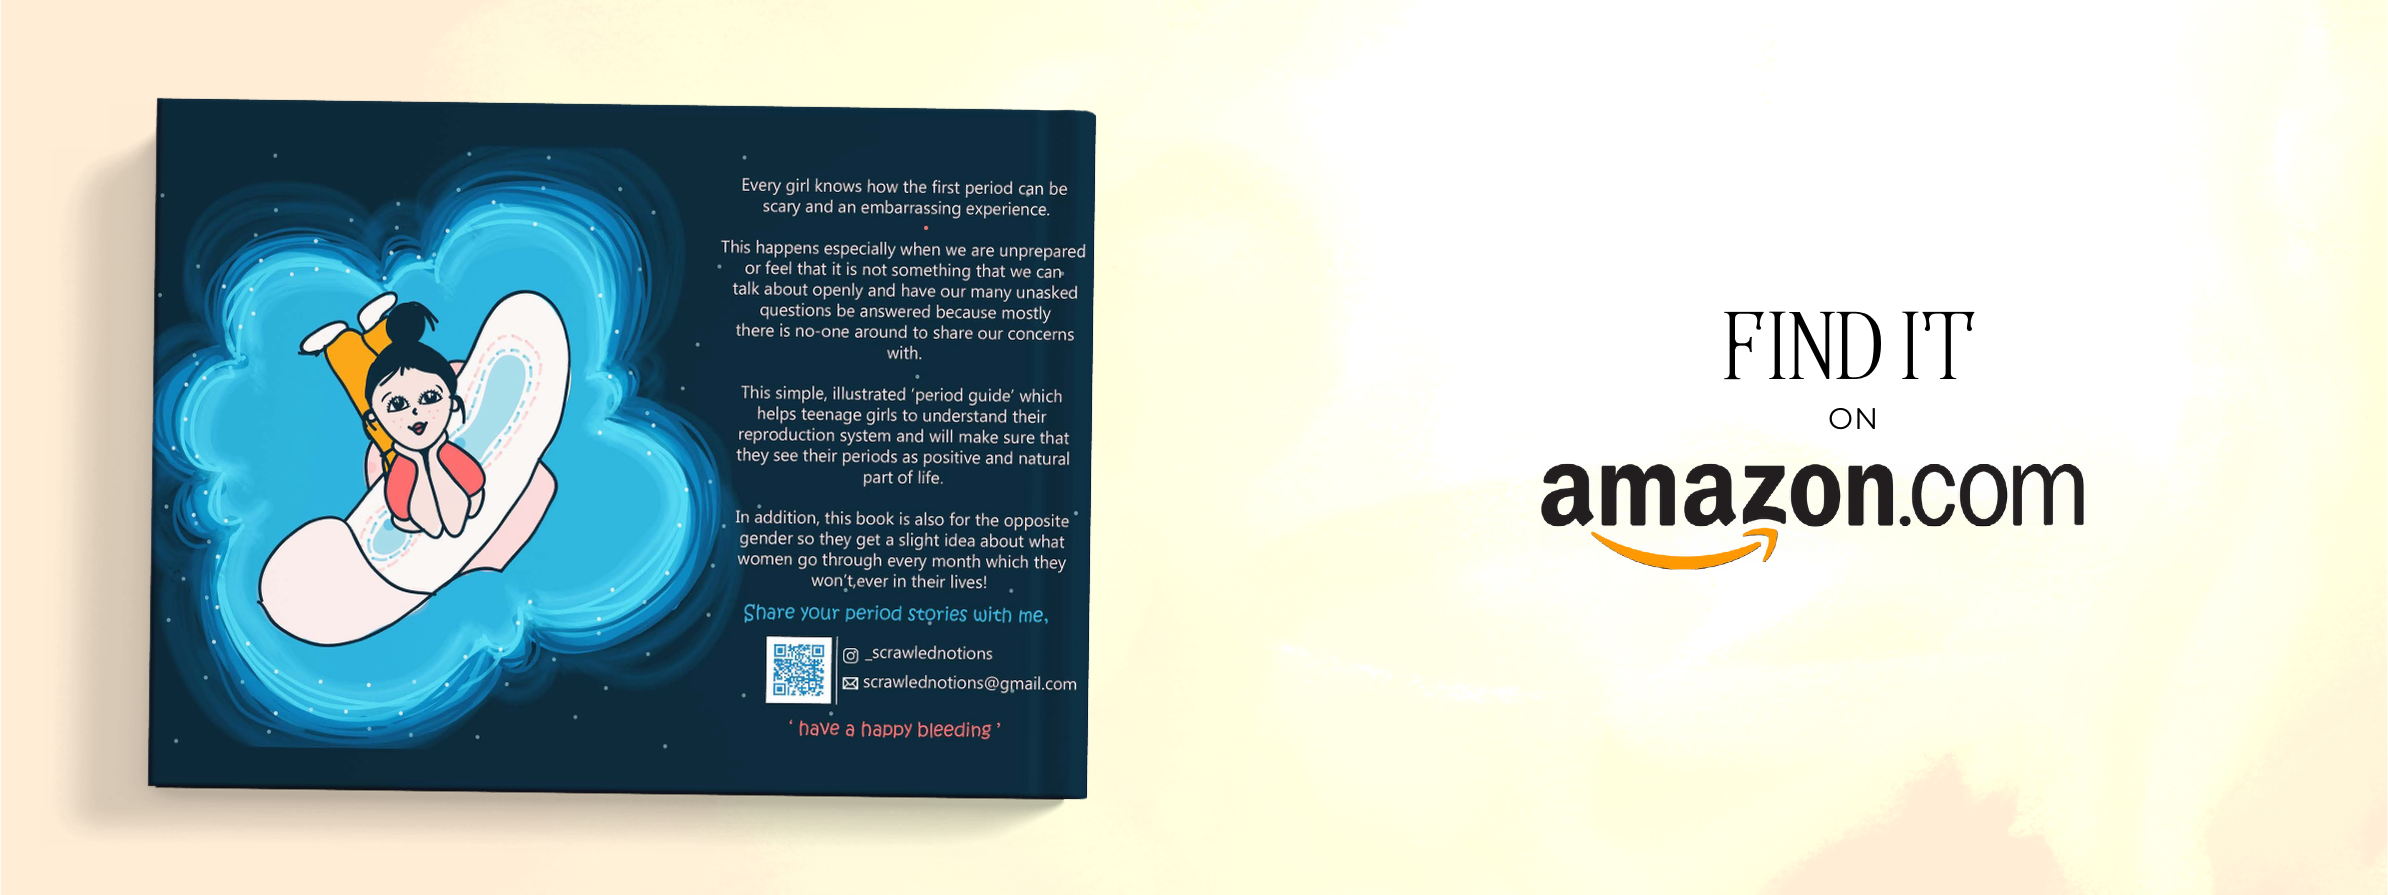 Every girl knows how the first period can be
scary and an embarrassing experience.
This happens especially when we are unprepared
or feel that it is not something that we can
talk about openly and have our many unasked
questions be answered because mostly
there is no-one around to share our concerns
with.
This simple, illustrated ‘period guide’ which
helps teenage girls to understand their
reproduction system and will make sure that
they see their periods as positive and natural
part of life.
In addition, this book is also for the opposite
gender so they get a slight idea about what
women go through every month which they
won't,ever in their lives!
Share your period stories with me,
_scrawlednotions
scrawlednotions@gmail.com
‘ have a happy bleeding ’
FIND IT
ON
amazon.com